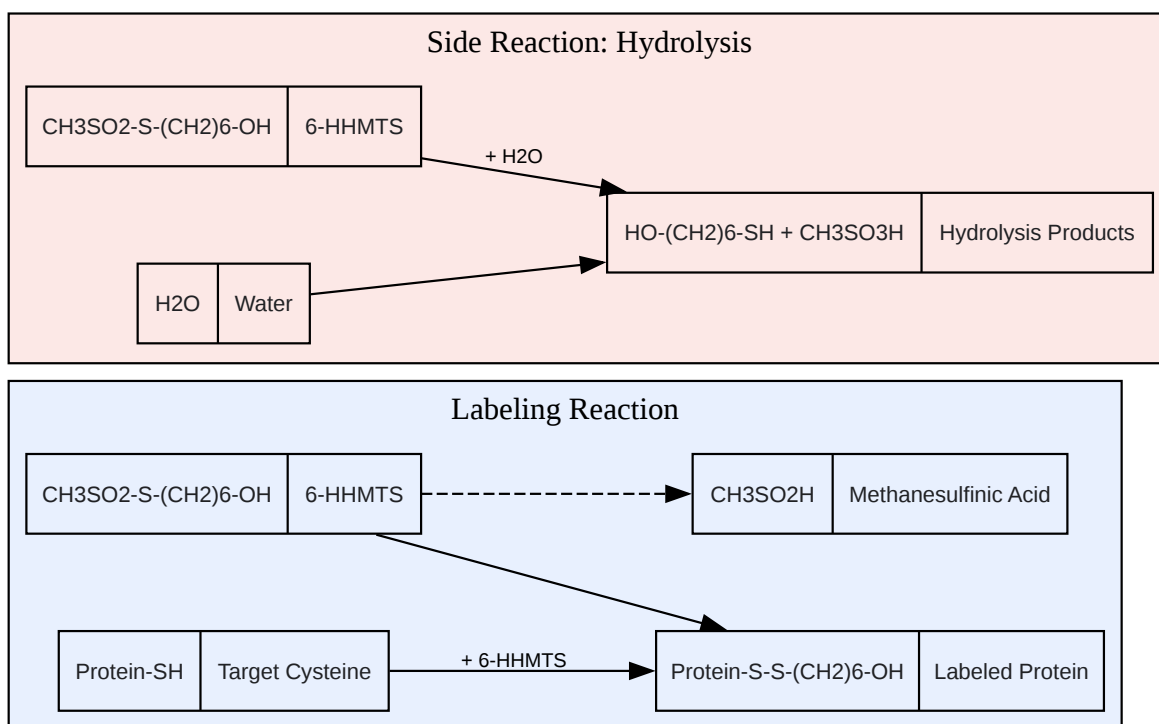 Side Reaction: Hydrolysis
CH3SO2-S-(CH2)6-OH
6-HHMTS
+ H2O
HO-(CH2)6-SH + CH3SO3H
Hydrolysis Products
H2O
Water
Labeling Reaction
CH3SO2-S-(CH2)6-OH
6-HHMTS
CH3SO2H
Methanesulfinic Acid
Protein-SH
Target Cysteine
+ 6-HHMTS
Protein-S-S-(CH2)6-OH
Labeled Protein